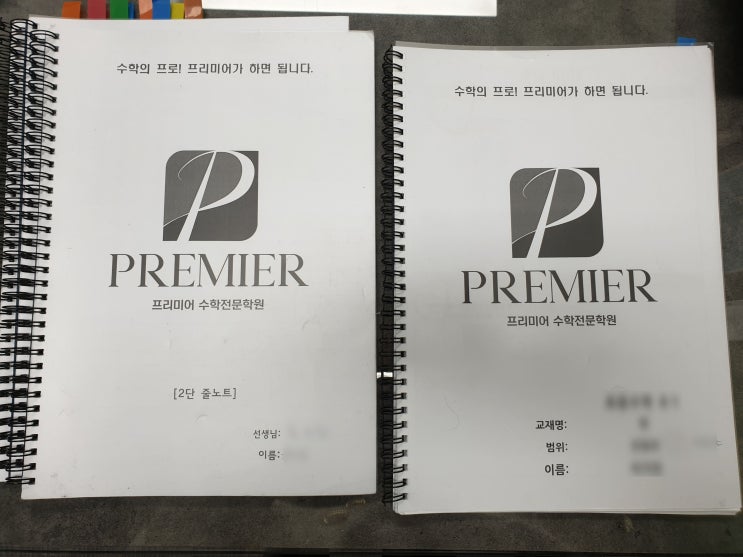 수학의 프로! 프리미어가 하면 됩니다.
PREMIER
프리미어 수학전문학원
[2단 줄노트]
선생님:
이름:
수학의 프로! 프리미어가 하면 됩니다.
PREMIER
프리미어 수학전문학원
교재명:
범위:
이름: